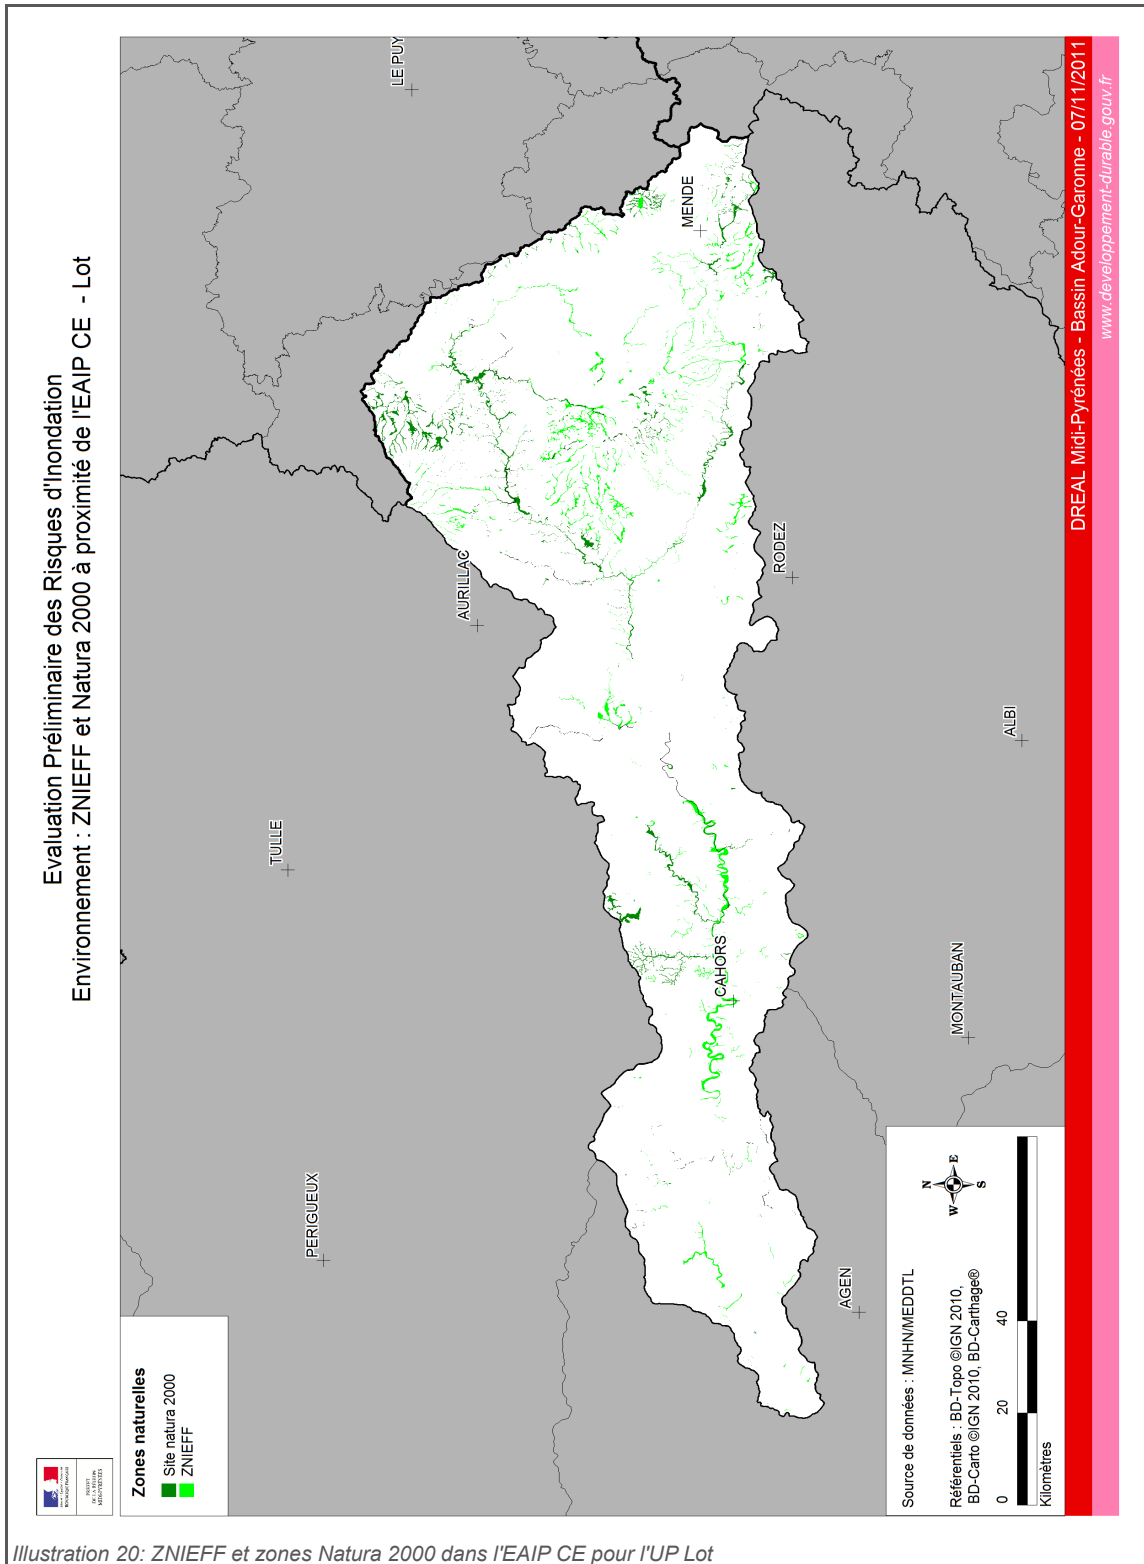 Evaluation Préliminaire des Risques d'Inondation
Environnement : ZNIEFF et Natura 2000 à proximité de l'EAIP CE - Lot
Zones naturelles
Site natura 2000
ZNIEFF
LE PUY
TULLE
AURILLAC
MENDE
PERIGUEUX
CAHORS
RODEZ
AGEN
MONTAUBAN
ALBI
Source de données : MNHN/MEDDTL
Référentiels : BD-Topo ©IGN 2010,
BD-Carto ©IGN 2010, BD-Carthage®
N
W
E
S
0 20 40
Kilomètres
DREAL Midi-Pyrénées - Bassin Adour-Garonne - 07/11/2011
www.developpement-durable.gouv.fr
Illustration 20: ZNIEFF et zones Natura 2000 dans l'EAIP CE pour l'UP Lot